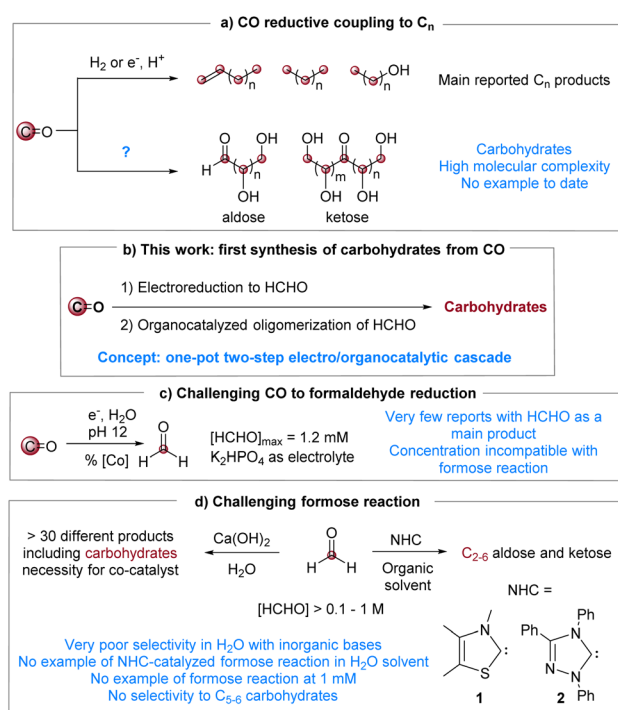 a) CO reductive coupling to Cn
H2 or e-, H+
n
n
n
OH
Main reported Cn products
C=O
?
O
OH
H
n
OH
aldose
OH
O
OH
m
n
OH
OH
ketose
Carbohydrates
High molecular complexity
No example to date
b) This work: first synthesis of carbohydrates from CO
C=O
1) Electroreduction to HCHO
2) Organocatalyzed oligomerization of HCHO
Carbohydrates
Concept: one-pot two-step electro/organocatalytic cascade
c) Challenging CO to formaldehyde reduction
C=O
e-, H2O
pH 12
% [Co]
O
H
H
[HCHO]max = 1.2 mM
K2HPO4 as electrolyte
Very few reports with HCHO as a
main product
Concentration incompatible with
formose reaction
d) Challenging formose reaction
> 30 different products
including carbohydrates
necessity for co-catalyst
Ca(OH)2
H2O
O
H
H
NHC
Organic
solvent
C2-6 aldose and ketose
[HCHO] > 0.1 - 1 M
NHC =
Very poor selectivity in H2O with inorganic bases
No example of NHC-catalyzed formose reaction in H2O solvent
No example of formose reaction at 1 mM
No selectivity to C5-6 carbohydrates
N
S
:
1
Ph
Ph
N
N
N
:
Ph
2